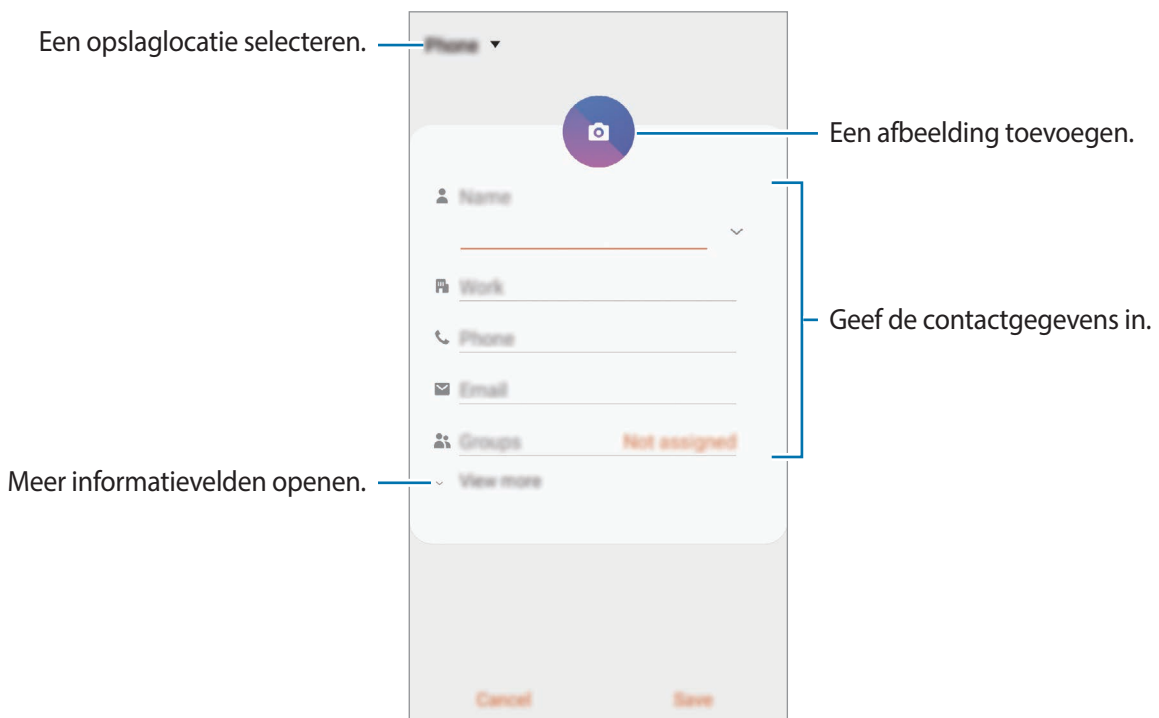 Een opslaglocatie selecteren.
Phone
Een afbeelding toevoegen.
Name
Work
Phone
Geef de contactgegevens in.
Email
Groups Not assigned
Meer informatievelden openen.
View more
Cancel Save